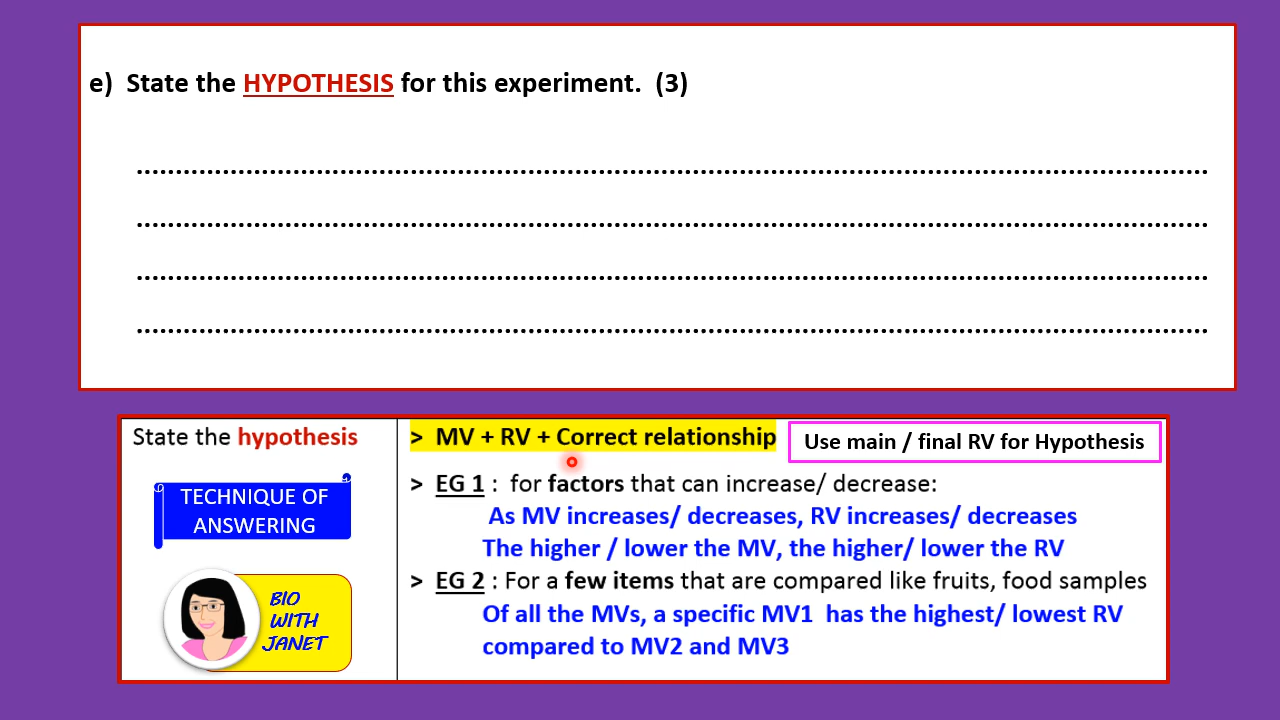 e) State the HYPOTHESIS for this experiment. (3)
....................................................................................................
....................................................................................................
....................................................................................................
....................................................................................................
State the hypothesis
TECHNIQUE OF
ANSWERING
BIO
WITH
JANET
> MV + RV + Correct relationship
Use main / final RV for Hypothesis
> EG 1 : for factors that can increase/ decrease:
As MV increases/ decreases, RV increases/ decreases
The higher / lower the MV, the higher/ lower the RV
> EG 2 : For a few items that are compared like fruits, food samples
Of all the MVs, a specific MV1 has the highest/ lowest RV
compared to MV2 and MV3